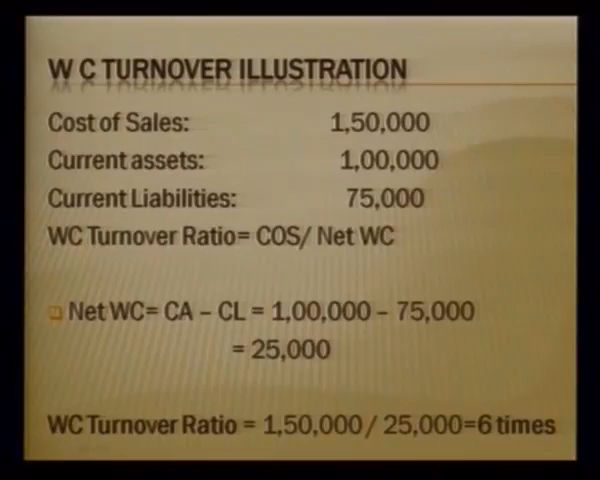 W C TURNOVER ILLUSTRATION
Cost of Sales: 1,50,000
Current assets: 1,00,000
Current Liabilities: 75,000
WC Turnover Ratio= COS/ Net WC
Net WC= CA – CL = 1,00,000 – 75,000
= 25,000
WC Turnover Ratio = 1,50,000 / 25,000=6 times